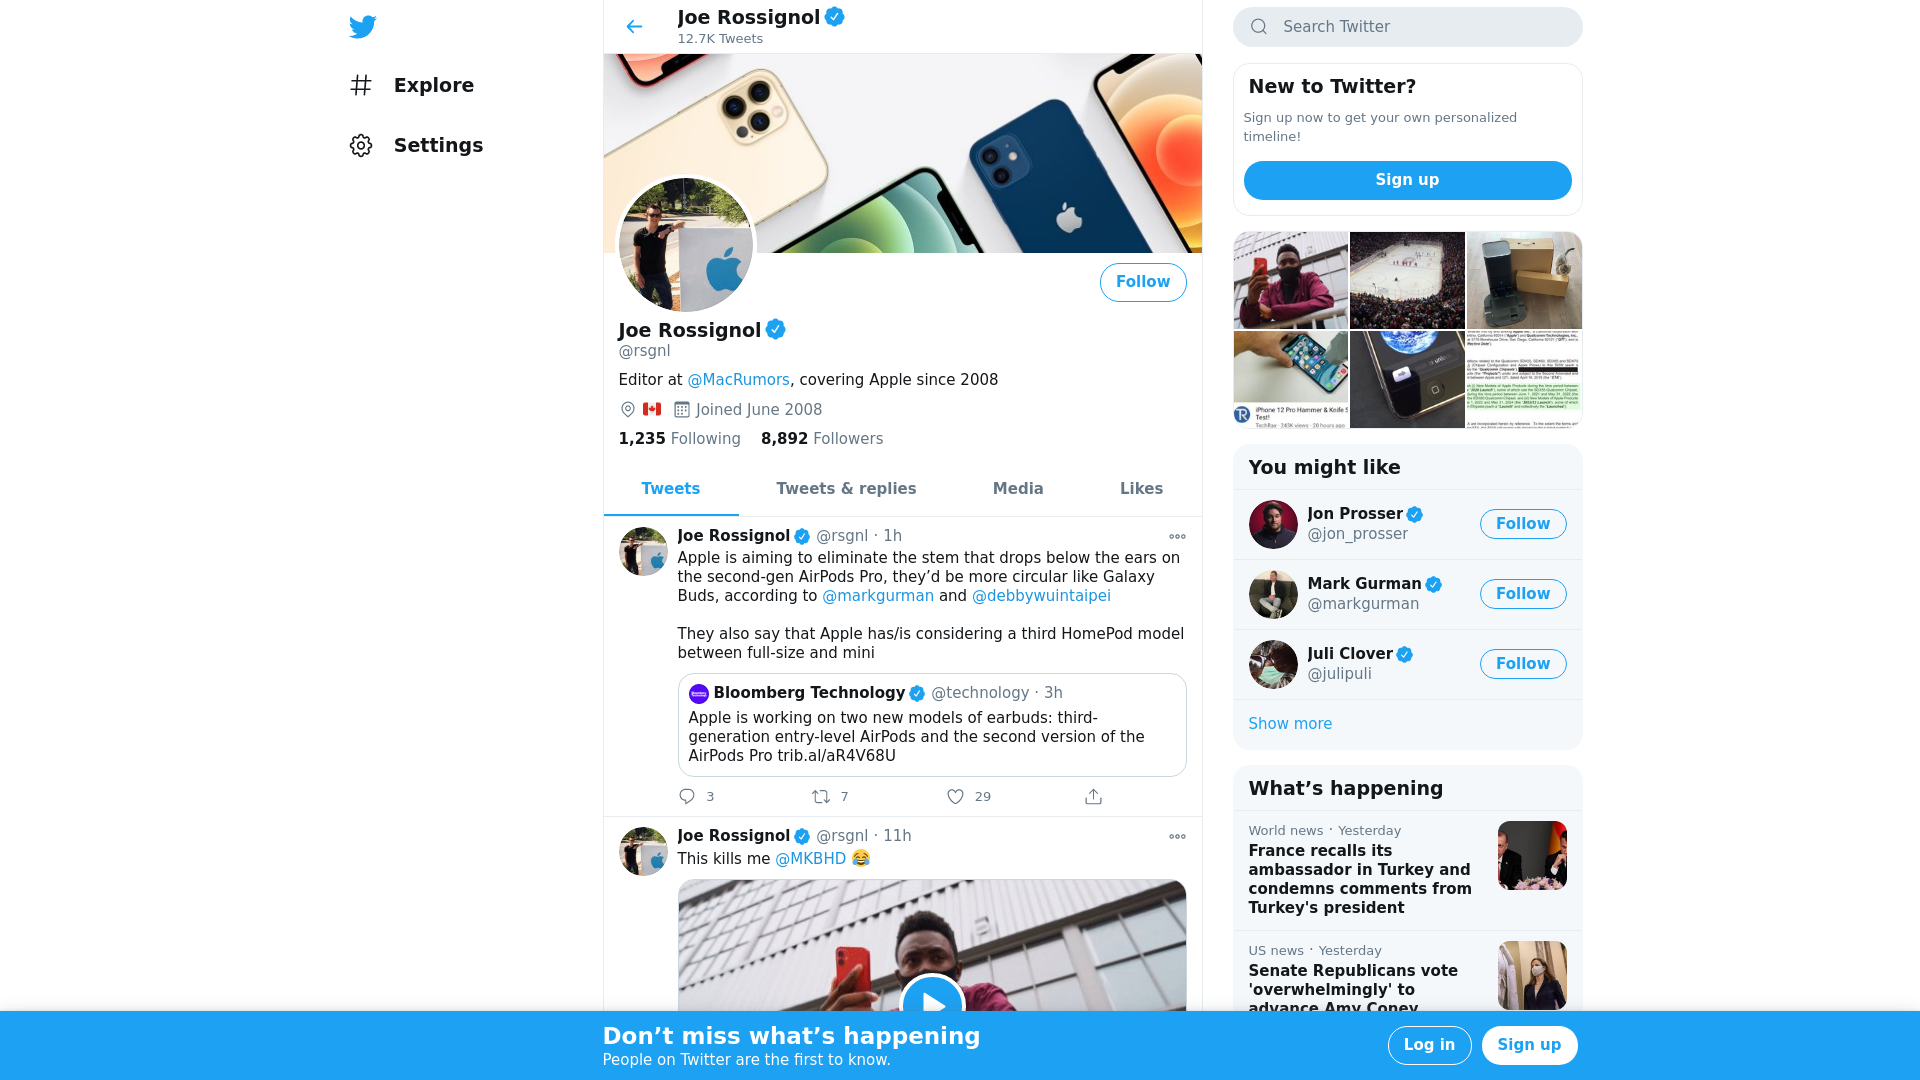 Explore
Settings
Joe Rossignol
12.7K Tweets
Follow
Joe Rossignol
@rsgnl
Editor at @MacRumors, covering Apple since 2008
Joined June 2008
1,235 Following 8,892 Followers
Tweets Tweets & replies Media Likes
Joe Rossignol @rsgnl · 1h
Apple is aiming to eliminate the stem that drops below the ears on
the second-gen AirPods Pro, they’d be more circular like Galaxy
Buds, according to @markgurman and @debbywuintaipei
They also say that Apple has/is considering a third HomePod model
between full-size and mini
Bloomberg Technology @technology · 3h
Apple is working on two new models of earbuds: third-
generation entry-level AirPods and the second version of the
AirPods Pro trib.al/aR4V68U
3 7 29
Joe Rossignol @rsgnl · 11h
This kills me @MKBHD 😂
Search Twitter
New to Twitter?
Sign up now to get your own personalized
timeline!
Sign up
iPhone 12 Pro Hammer & Knife S
Test!
You might like
Jon Prosser
@jon_prosser
Follow
Mark Gurman
@markgurman
Follow
Juli Clover
@julipuli
Follow
Show more
What’s happening
World news · Yesterday
France recalls its
ambassador in Turkey and
condemns comments from
Turkey's president
US news · Yesterday
Senate Republicans vote
'overwhelmingly' to
advance Amy Coney
Don’t miss what’s happening
People on Twitter are the first to know.
Log in
Sign up